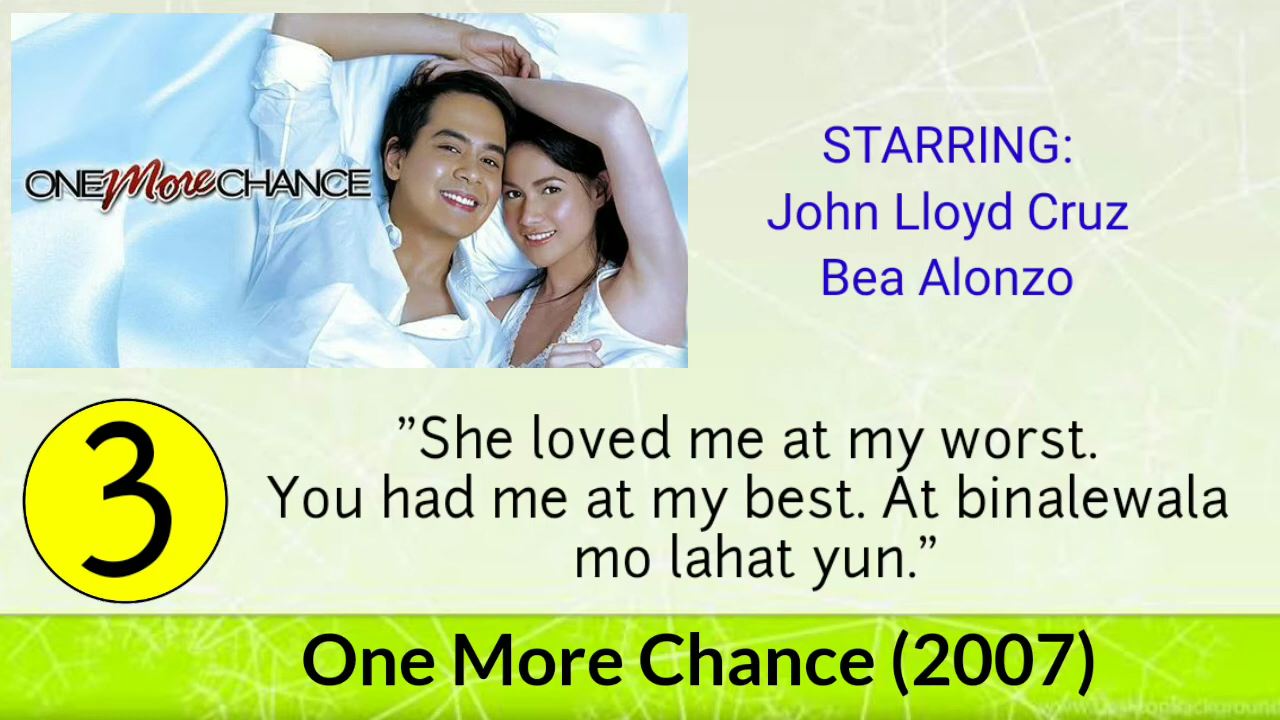 ONE More CHANCE
STARRING:
John Lloyd Cruz
Bea Alonzo
3
"She loved me at my worst.
You had me at my best. At binalewala
mo lahat yun."
One More Chance (2007)